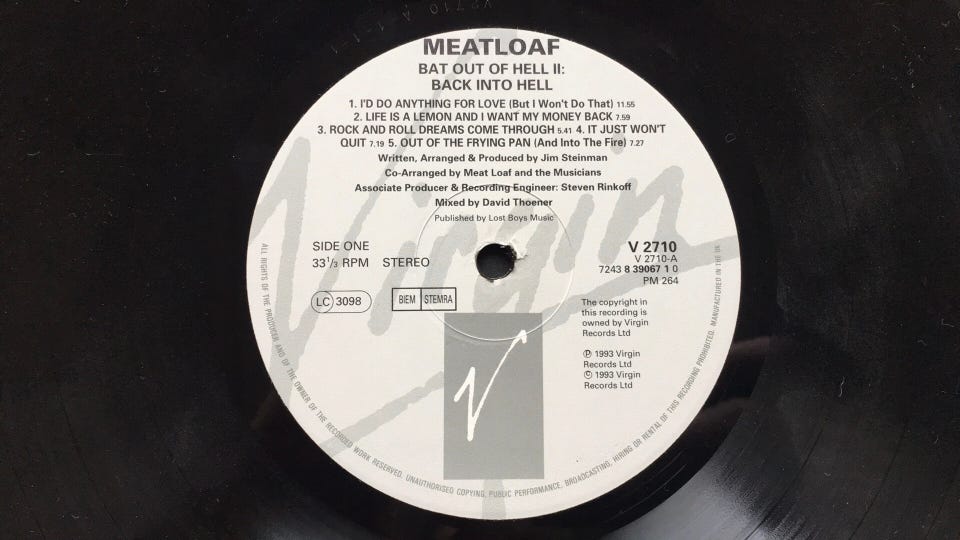 MEATLOAF
BAT OUT OF HELL II:
BACK INTO HELL
1. I'D DO ANYTHING FOR LOVE (But I Won't Do That) 11.55
2. LIFE IS A LEMON AND I WANT MY MONEY BACK 7.59
3. ROCK AND ROLL DREAMS COME THROUGH 5.41 4. IT JUST WON'T
QUIT 7.19 5. OUT OF THE FRYING PAN (And Into The Fire) 7.27
Written, Arranged & Produced by Jim Steinman
Co-Arranged by Meat Loaf and the Musicians
Associate Producer & Recording Engineer: Steven Rinkoff
Mixed by David Thoener
Published by Lost Boys Music
Virgin
SIDE ONE
33⅓ RPM STEREO
LC 3098
BIEM STEMRA
V 2710
V 2710-A
7243 8 39067 1 0
PM 264
The copyright in
this recording is
owned by Virgin
Records Ltd
℗ 1993 Virgin
Records Ltd
© 1993 Virgin
Records Ltd
ALL RIGHTS OF THE PRODUCER AND OF THE OWNER OF THE RECORDED WORK RESERVED. UNAUTHORISED COPYING, PUBLIC PERFORMANCE, BROADCASTING, HIRING OR RENTAL OF THIS RECORDING PROHIBITED. MANUFACTURED IN THE UK